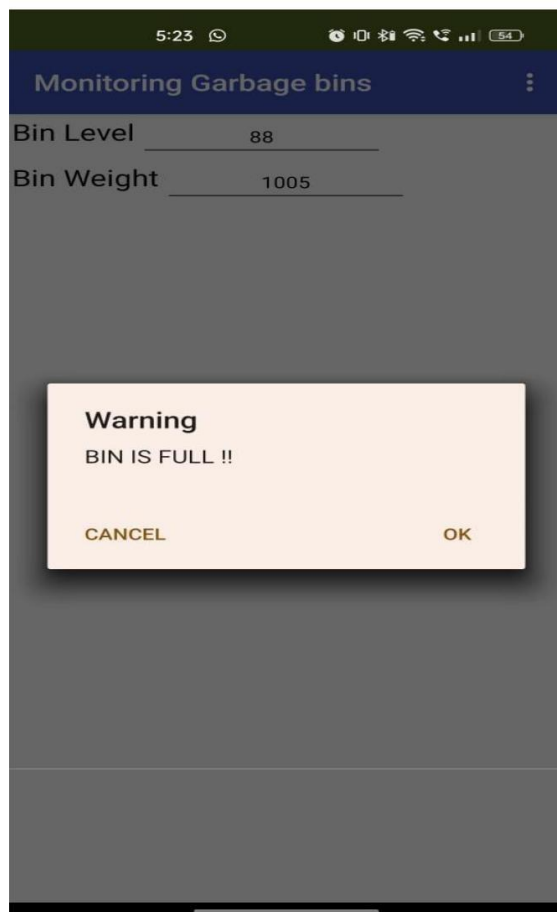 5:23 54
Monitoring Garbage bins
Bin Level 88
Bin Weight 1005
Warning
BIN IS FULL !!
CANCEL OK